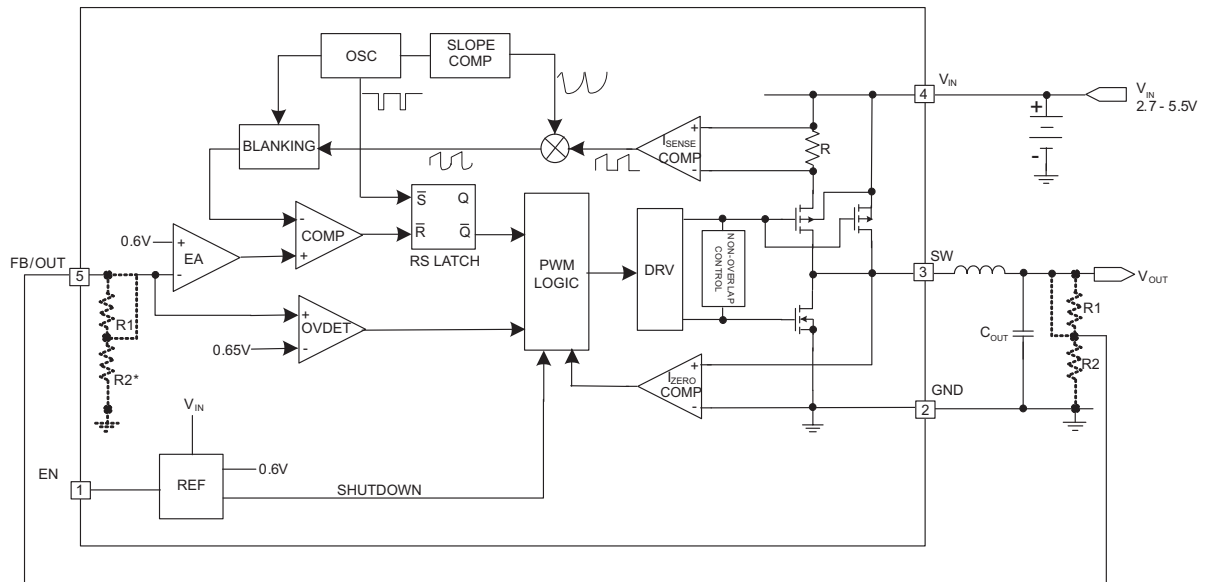 OSC
SLOPE
COMP
V_IN
4
V_IN
2.7 - 5.5V
+
-
BLANKING
+
I_SENSE
COMP
-
R
S̅ Q
R̅ Q̅
RS LATCH
-
COMP
+
0.6V
+
EA
-
FB/OUT
5
PWM
LOGIC
DRV
NON-OVERLAP
CONTROL
SW
3
V_OUT
R1
R1
+
OVDET
-
0.65V
C_OUT
R2*
R2
+
I_ZERO
COMP
-
GND
2
V_IN
EN
1
REF
0.6V
SHUTDOWN